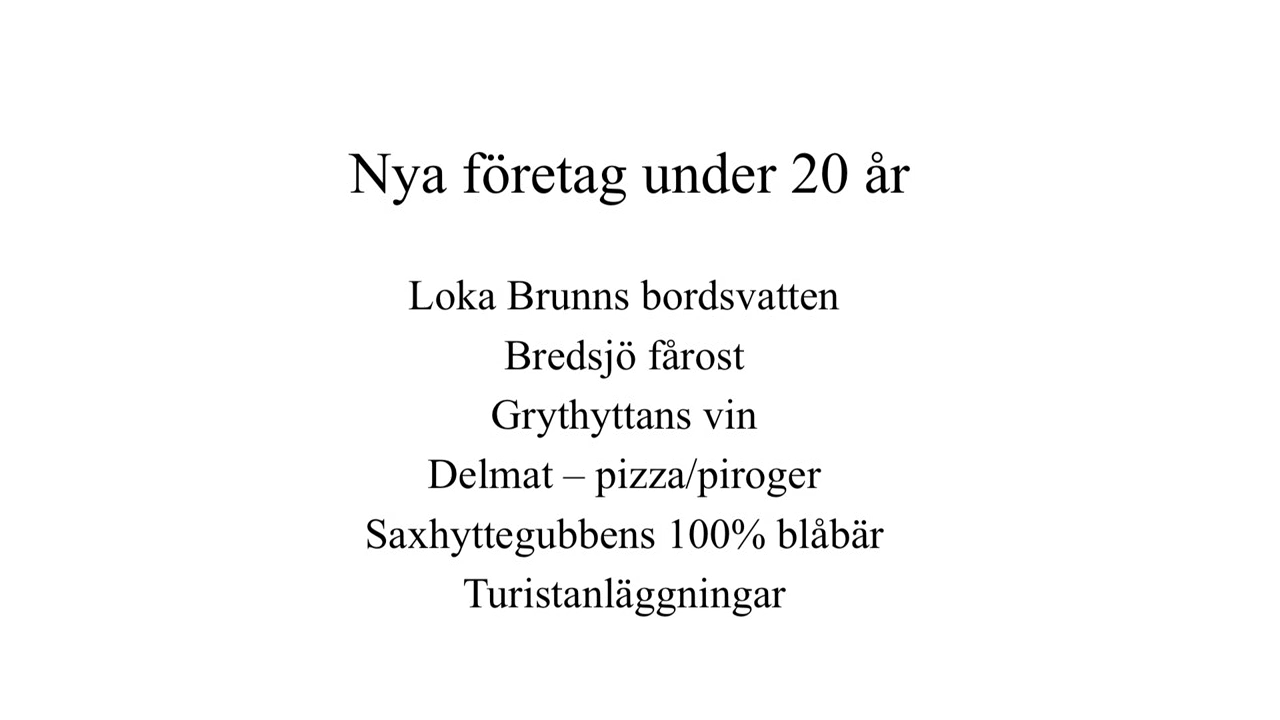 Nya företag under 20 år
Loka Brunns bordsvatten
Bredsjö fårost
Grythyttans vin
Delmat – pizza/piroger
Saxhyttegubbens 100% blåbär
Turistanläggningar